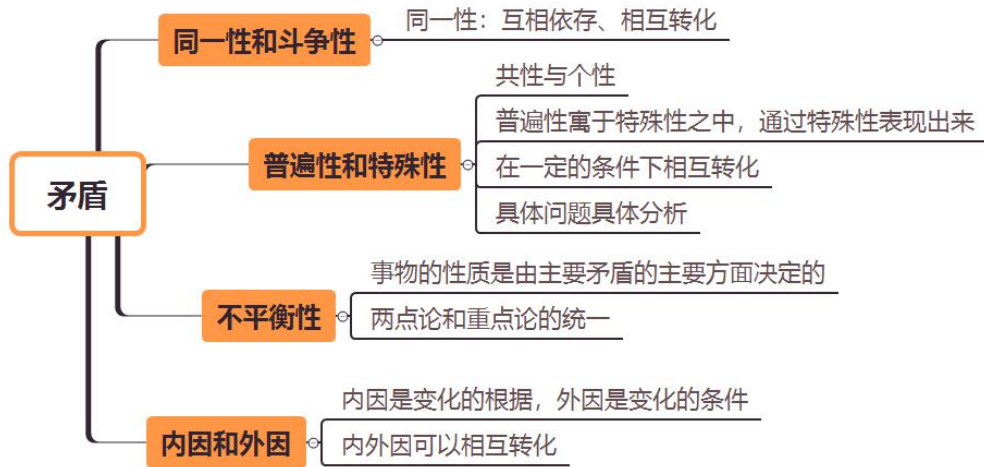 矛盾
同一性和斗争性
同一性：互相依存、相互转化
普遍性和特殊性
共性与个性
普遍性寓于特殊性之中，通过特殊性表现出来
在一定的条件下相互转化
具体问题具体分析
不平衡性
事物的性质是由主要矛盾的主要方面决定的
两点论和重点论的统一
内因和外因
内因是变化的根据，外因是变化的条件
内外因可以相互转化